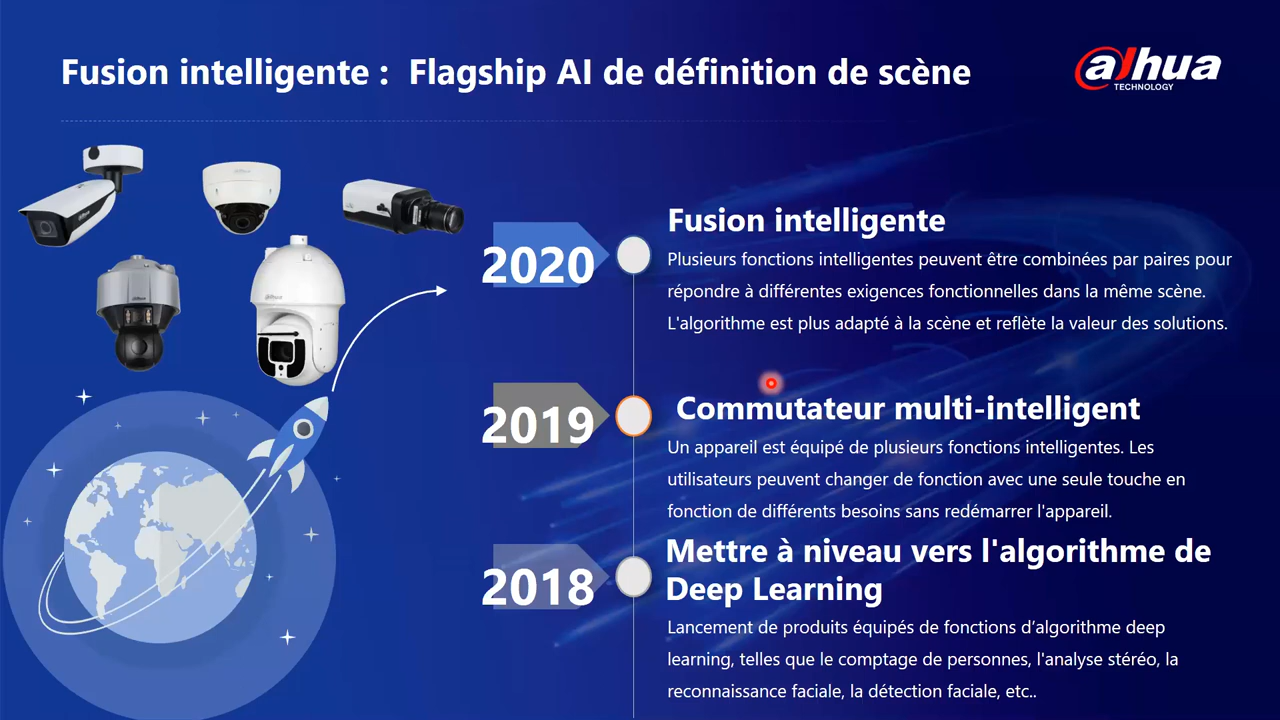 Fusion intelligente : Flagship AI de définition de scène
alhua
TECHNOLOGY
2020
Fusion intelligente
Plusieurs fonctions intelligentes peuvent être combinées par paires pour
répondre à différentes exigences fonctionnelles dans la même scène.
L'algorithme est plus adapté à la scène et reflète la valeur des solutions.
2019
Commutateur multi-intelligent
Un appareil est équipé de plusieurs fonctions intelligentes. Les
utilisateurs peuvent changer de fonction avec une seule touche en
fonction de différents besoins sans redémarrer l'appareil.
2018
Mettre à niveau vers l'algorithme de
Deep Learning
Lancement de produits équipés de fonctions d’algorithme deep
learning, telles que le comptage de personnes, l'analyse stéréo, la
reconnaissance faciale, la détection faciale, etc..